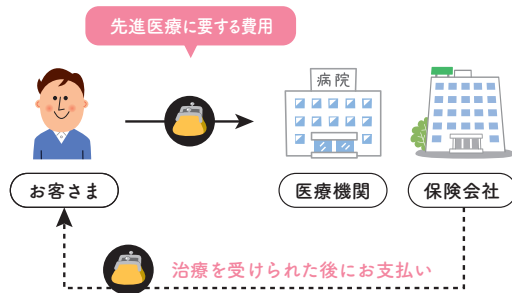 先進医療に要する費用
病院
お客さま
医療機関
保険会社
治療を受けられた後にお支払い